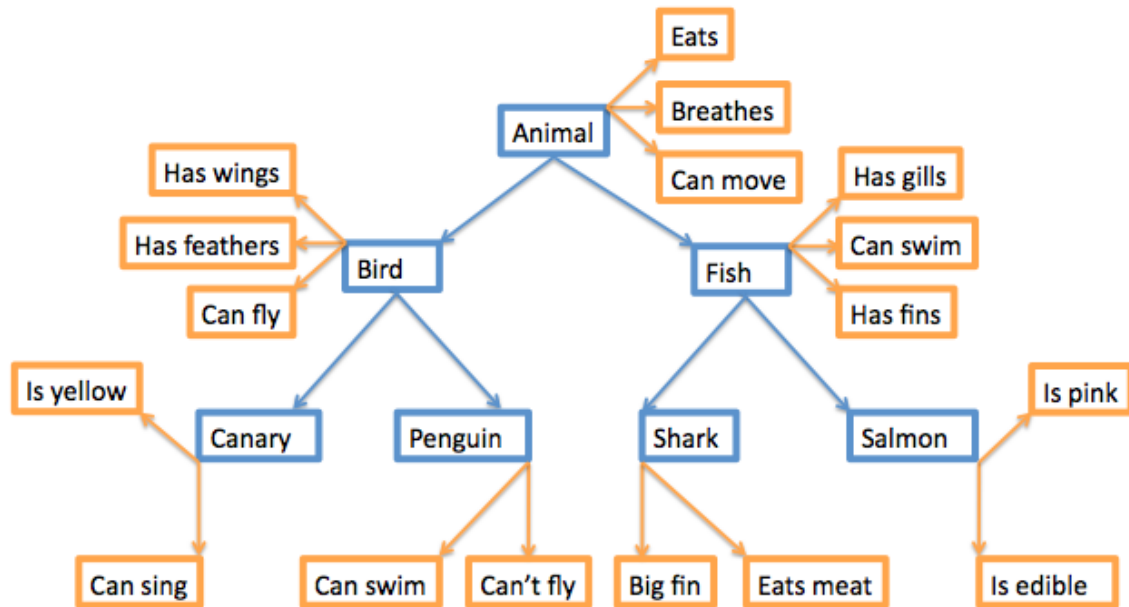 Eats
Animal
Breathes
Can move
Has wings
Has feathers
Can fly
Bird
Has gills
Can swim
Has fins
Fish
Is yellow
Canary
Penguin
Shark
Salmon
Is pink
Can sing
Can swim
Can’t fly
Big fin
Eats meat
Is edible